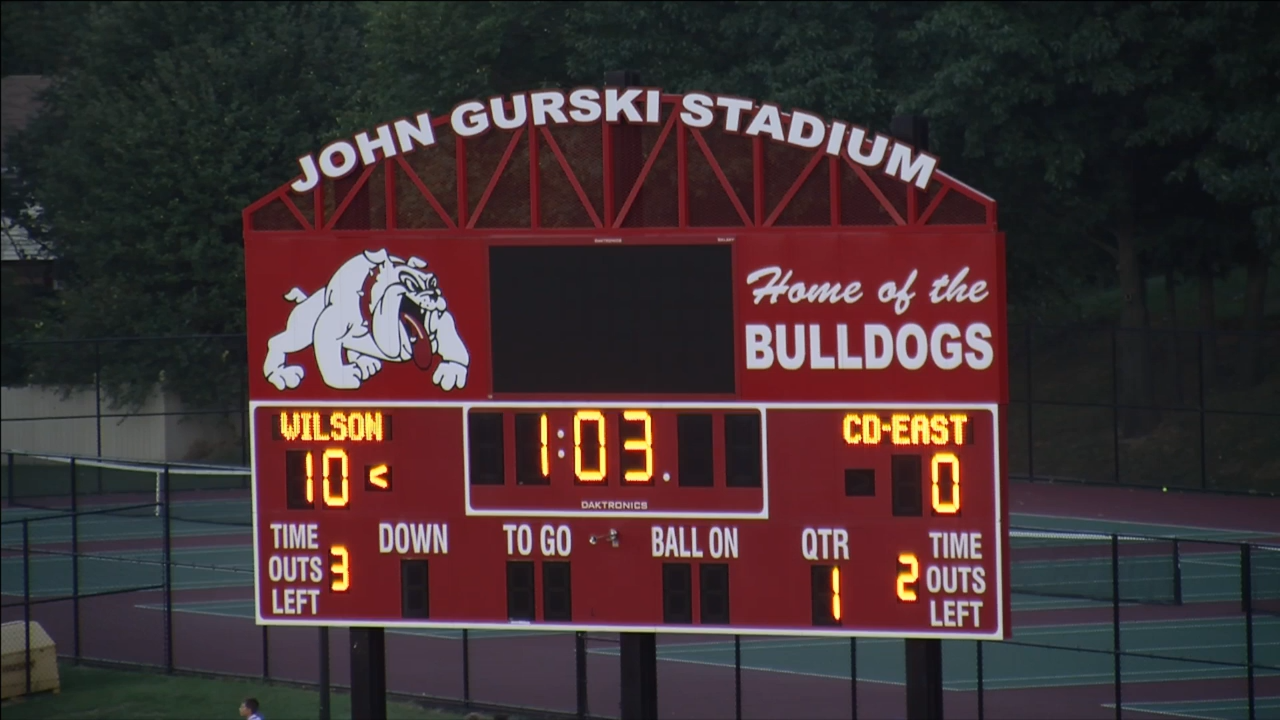 JOHN GURSKI STADIUM
DAKTRONICS
Home of the
BULLDOGS
WILSON
1:03.
CD-EAST
10 <
0
DAKTRONICS
TIME OUTS LEFT 3
DOWN
TO GO
BALL ON
QTR 1
2 TIME OUTS LEFT